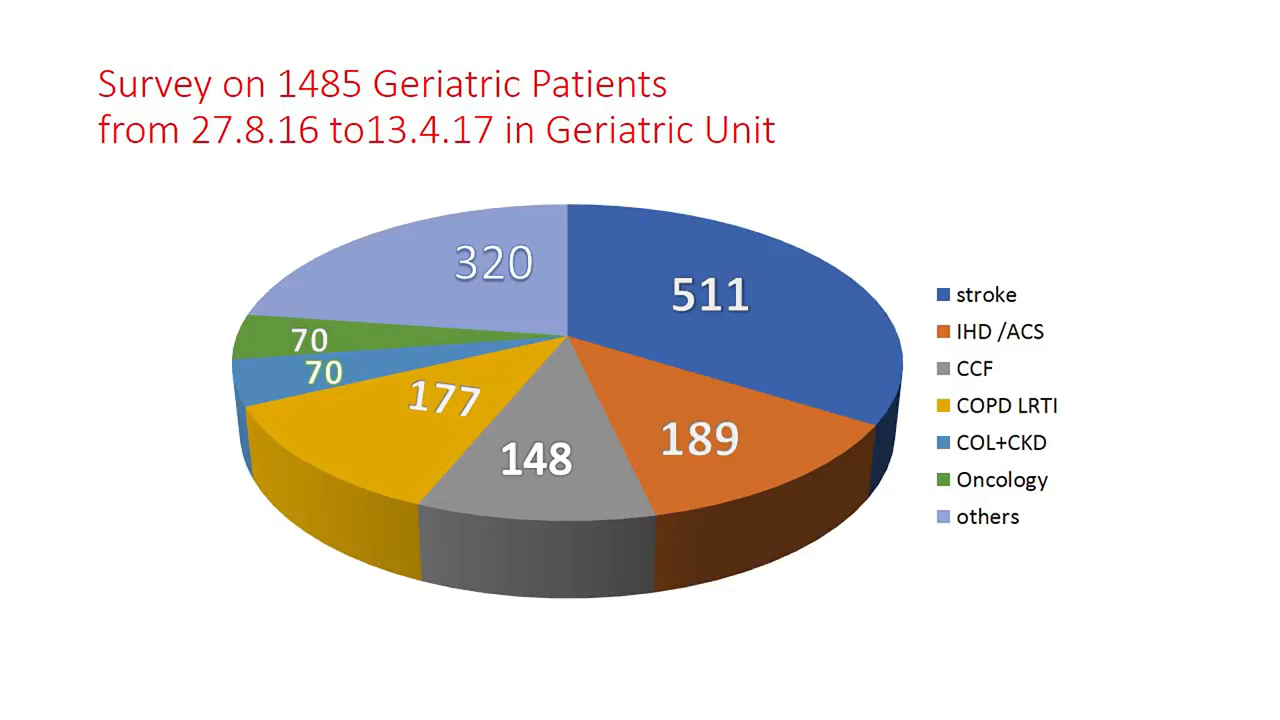 Survey on 1485 Geriatric Patients
from 27.8.16 to13.4.17 in Geriatric Unit
320
511
70
70
177
148
189
stroke
IHD /ACS
CCF
COPD LRTI
COL+CKD
Oncology
others